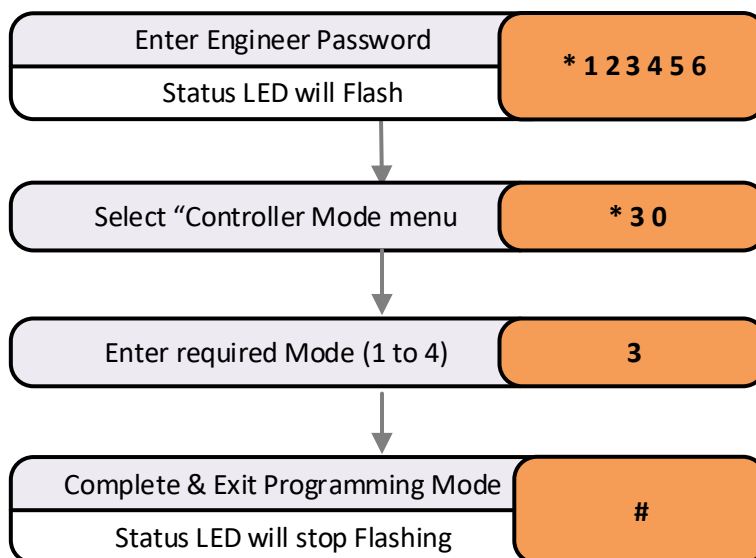 Enter Engineer Password
* 1 2 3 4 5 6
Status LED will Flash
Select “Controller Mode menu
* 3 0
Enter required Mode (1 to 4)
3
Complete & Exit Programming Mode
#
Status LED will stop Flashing